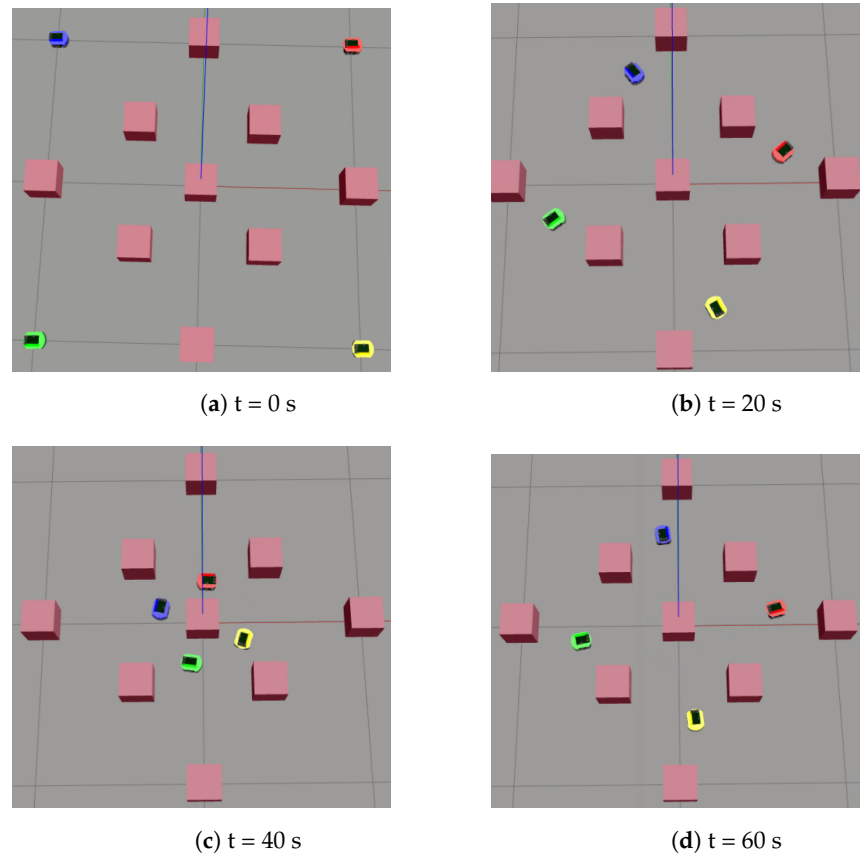 (a) t = 0 s
(b) t = 20 s
(c) t = 40 s
(d) t = 60 s